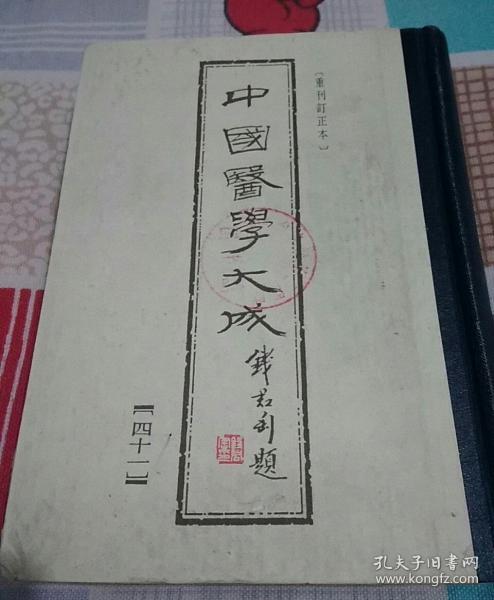 〔重刊訂正本〕
中國醫學大成
錢君匋題
【四十一】
孔夫子旧书网
www.kongfz.com